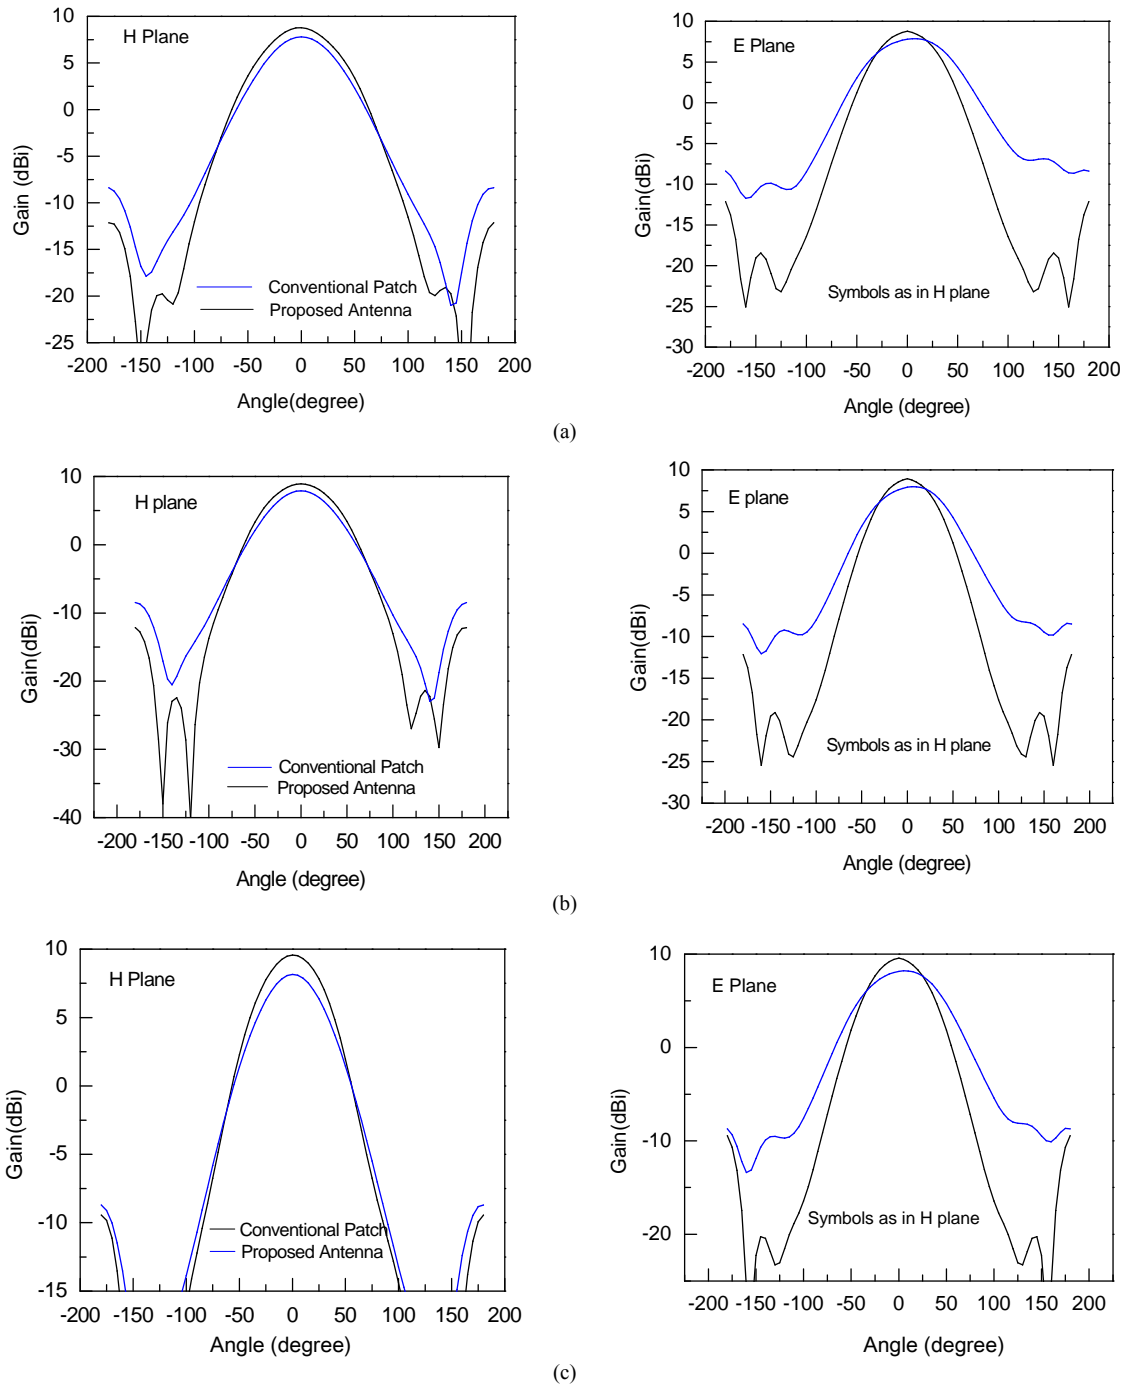 H Plane
10
5
0
-5
-10
-15
-20
-25
Gain (dBi)
Conventional Patch
Proposed Antenna
-200 -150 -100 -50 0 50 100 150 200
Angle(degree)
E Plane
10
5
0
-5
-10
-15
-20
-25
-30
Gain(dBi)
Symbols as in H plane
-200 -150 -100 -50 0 50 100 150 200
Angle (degree)
(a)
H plane
10
0
-10
-20
-30
-40
Gain(dBi)
Conventional Patch
Proposed Antenna
-200 -150 -100 -50 0 50 100 150 200
Angle (degree)
E plane
10
5
0
-5
-10
-15
-20
-25
-30
Gain(dBi)
Symbols as in H plane
-200 -150 -100 -50 0 50 100 150 200
Angle (degree)
(b)
H Plane
10
5
0
-5
-10
-15
Gain(dBi)
Conventional Patch
Proposed Antenna
-200 -150 -100 -50 0 50 100 150 200
Angle (degree)
E Plane
10
0
-10
-20
Gain(dBi)
Symbols as in H plane
-200 -150 -100 -50 0 50 100 150 200
Angle (degree)
(c)